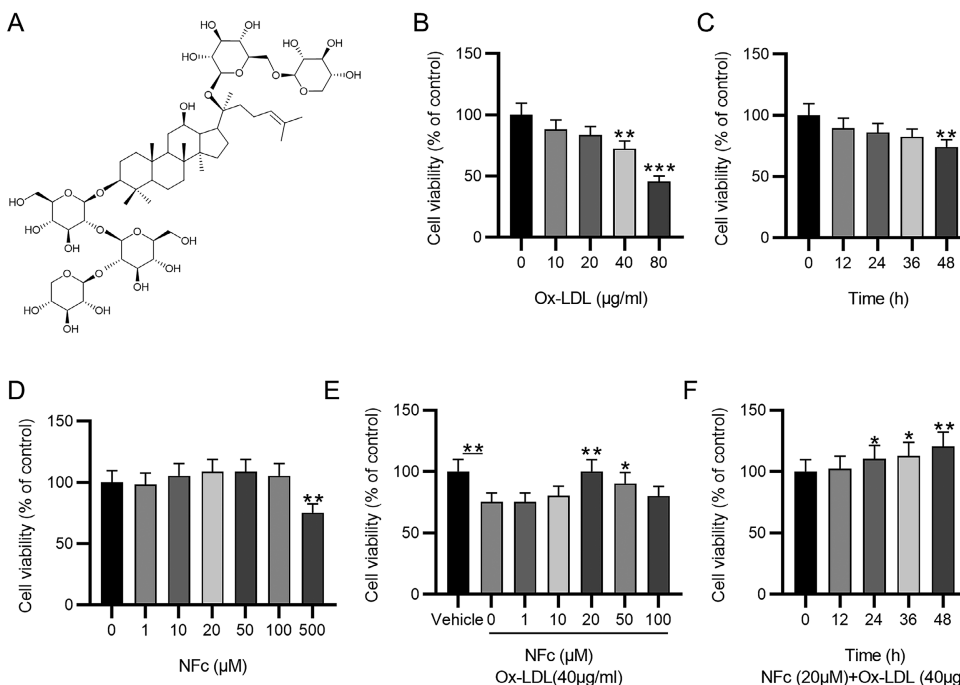 A
HO
OH
HO
O
O
HO
OH
OH
O
O
OH
OH
O
HO
O
O
HO
OH
O
O
OH
O
OH
OH
O
O
HO
OH
OH
B
Cell viability (% of control)
150
100
50
0
**
***
0 10 20 40 80
Ox-LDL (µg/ml)
C
Cell viability (% of control)
150
100
50
0
**
0 12 24 36 48
Time (h)
D
Cell viability (% of control)
150
100
50
0
**
0 1 10 20 50 100 500
NFc (µM)
E
Cell viability (% of control)
150
100
50
0
**
**
*
Vehicle 0 1 10 20 50 100
NFc (µM)
Ox-LDL(40µg/ml)
F
Cell viability (% of control)
150
100
50
0
*
*
**
0 12 24 36 48
Time (h)
NFc (20µM)+Ox-LDL (40µg